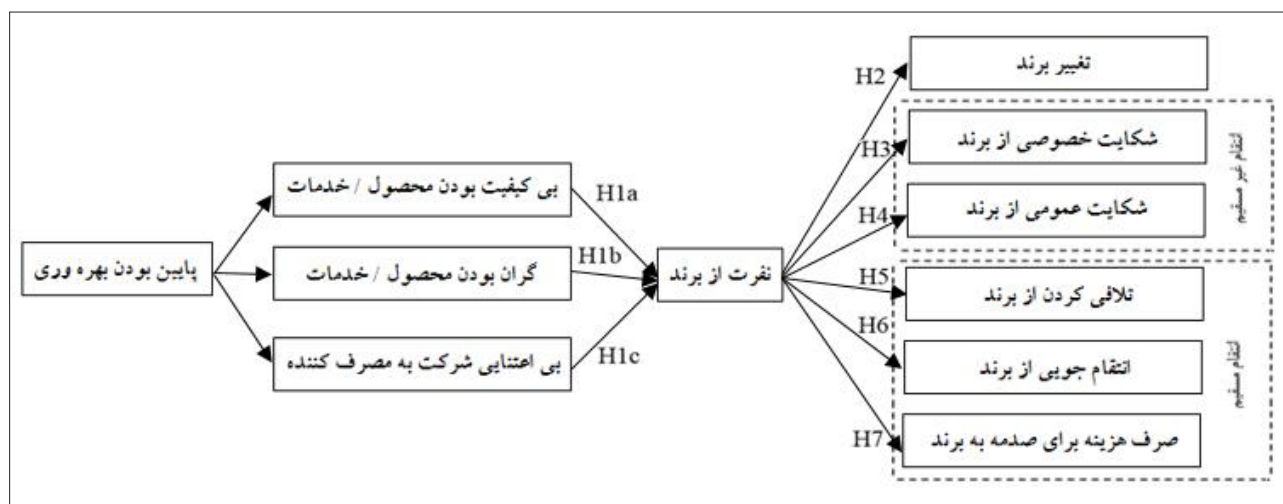 پایین بودن بهره وری
بی کیفیت بودن محصول / خدمات
گران بودن محصول / خدمات
بی اعتنایی شرکت به مصرف کننده
H1a
H1b
H1c
نفرت از برند
H2
H3
H4
H5
H6
H7
تغییر برند
شکایت خصوصی از برند
شکایت عمومی از برند
تلافی کردن از برند
انتقام جویی از برند
صرف هزینه برای صدمه به برند
انتقام غیر مستقیم
انتقام مستقیم